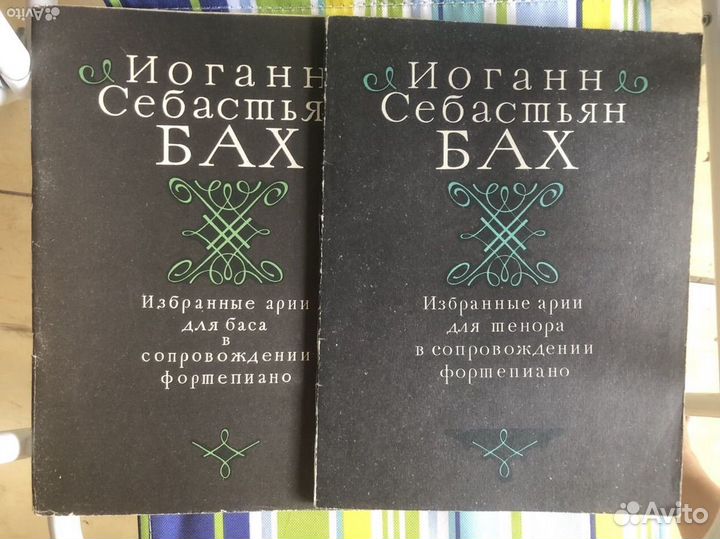 Avito
Иоганн
Себастьян
БАХ
Избранные арии
для баса
в
сопровождении
фортепиано
Иоганн
Себастьян
БАХ
Избранные арии
для тенора
в сопровождении
фортепиано
Avito